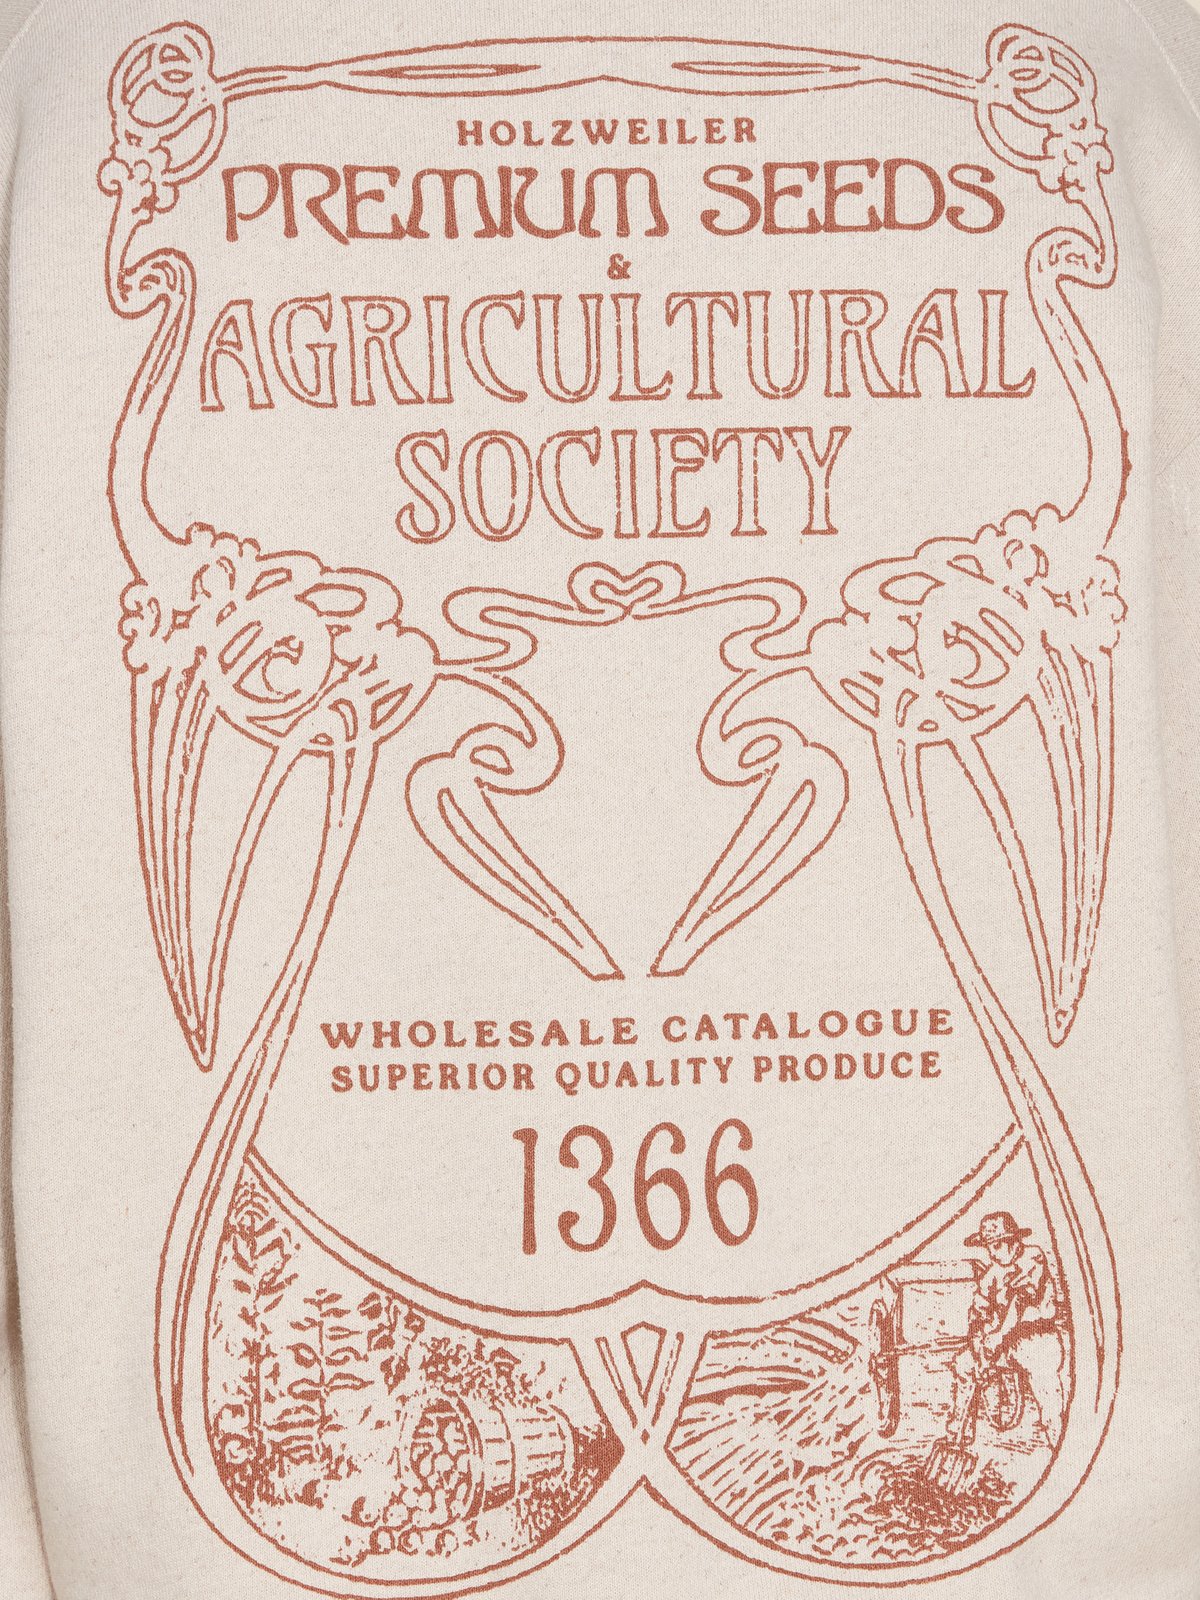 HOLZWEILER
PREMIUM SEEDS
&
AGRICULTURAL
SOCIETY
WHOLESALE CATALOGUE
SUPERIOR QUALITY PRODUCE
1366